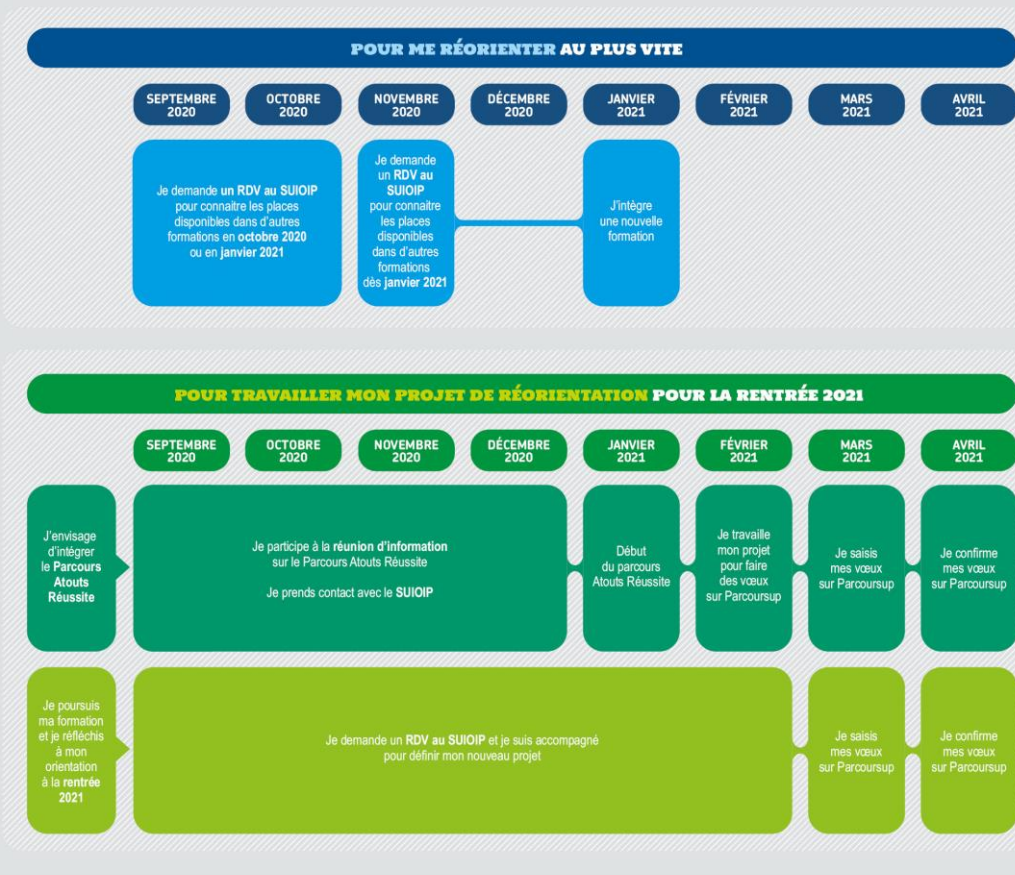 POUR ME RÉORIENTER AU PLUS VITE
SEPTEMBRE
2020
OCTOBRE
2020
NOVEMBRE
2020
DÉCEMBRE
2020
JANVIER
2021
FÉVRIER
2021
MARS
2021
AVRIL
2021
Je demande un RDV au SUIOIP
pour connaitre les places
disponibles dans d'autres
formations en octobre 2020
ou en janvier 2021
Je demande
un RDV au
SUIOIP
pour connaitre
les places
disponibles
dans d'autres
formations
dès janvier 2021
J'intègre
une nouvelle
formation
POUR TRAVAILLER MON PROJET DE RÉORIENTATION POUR LA RENTRÉE 2021
SEPTEMBRE
2020
OCTOBRE
2020
NOVEMBRE
2020
DÉCEMBRE
2020
JANVIER
2021
FÉVRIER
2021
MARS
2021
AVRIL
2021
J'envisage
d'intégrer
le Parcours
Atouts
Réussite
Je participe à la réunion d'information
sur le Parcours Atouts Réussite
Je prends contact avec le SUIOIP
Début
du parcours
Atouts Réussite
Je travaille
mon projet
pour faire
des vœux
sur Parcoursup
Je saisis
mes vœux
sur Parcoursup
Je confirme
mes vœux
sur Parcoursup
Je poursuis
ma formation
et je réfléchis
à mon
orientation
à la rentrée
2021
Je demande un RDV au SUIOIP et je suis accompagné
pour définir mon nouveau projet
Je saisis
mes vœux
sur Parcoursup
Je confirme
mes vœux
sur Parcoursup